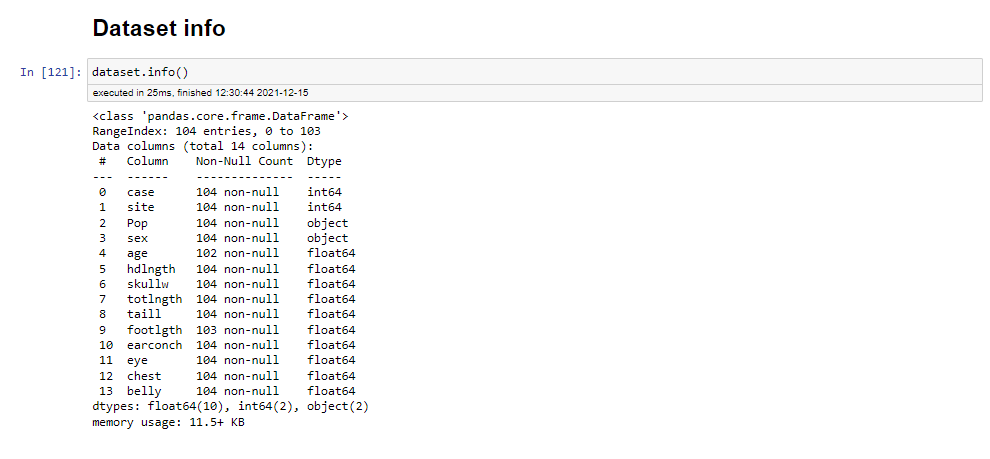 Dataset info
In [121]: dataset.info()
executed in 25ms, finished 12:30:44 2021-12-15
<class 'pandas.core.frame.DataFrame'>
RangeIndex: 104 entries, 0 to 103
Data columns (total 14 columns):
 #   Column    Non-Null Count  Dtype
---  ------    --------------  -----
 0   case      104 non-null    int64
 1   site      104 non-null    int64
 2   Pop       104 non-null    object
 3   sex       104 non-null    object
 4   age       102 non-null    float64
 5   hdlngth   104 non-null    float64
 6   skullw    104 non-null    float64
 7   totlngth  104 non-null    float64
 8   taill     104 non-null    float64
 9   footlgth  103 non-null    float64
 10  earconch  104 non-null    float64
 11  eye       104 non-null    float64
 12  chest     104 non-null    float64
 13  belly     104 non-null    float64
dtypes: float64(10), int64(2), object(2)
memory usage: 11.5+ KB